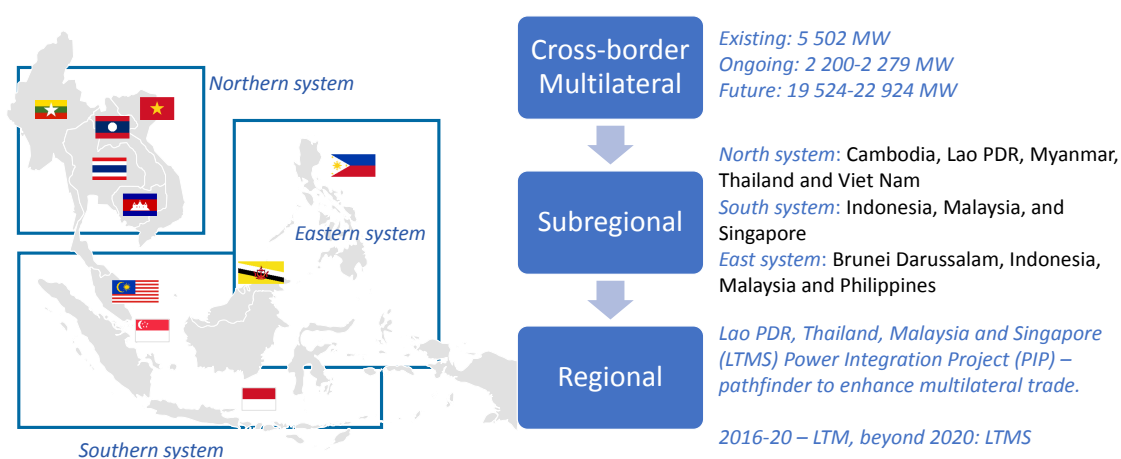 Northern system
Eastern system
Southern system
Cross-border
Multilateral
Existing: 5 502 MW
Ongoing: 2 200-2 279 MW
Future: 19 524-22 924 MW
Subregional
North system: Cambodia, Lao PDR, Myanmar,
Thailand and Viet Nam
South system: Indonesia, Malaysia, and
Singapore
East system: Brunei Darussalam, Indonesia,
Malaysia and Philippines
Regional
Lao PDR, Thailand, Malaysia and Singapore
(LTMS) Power Integration Project (PIP) –
pathfinder to enhance multilateral trade.
2016-20 – LTM, beyond 2020: LTMS